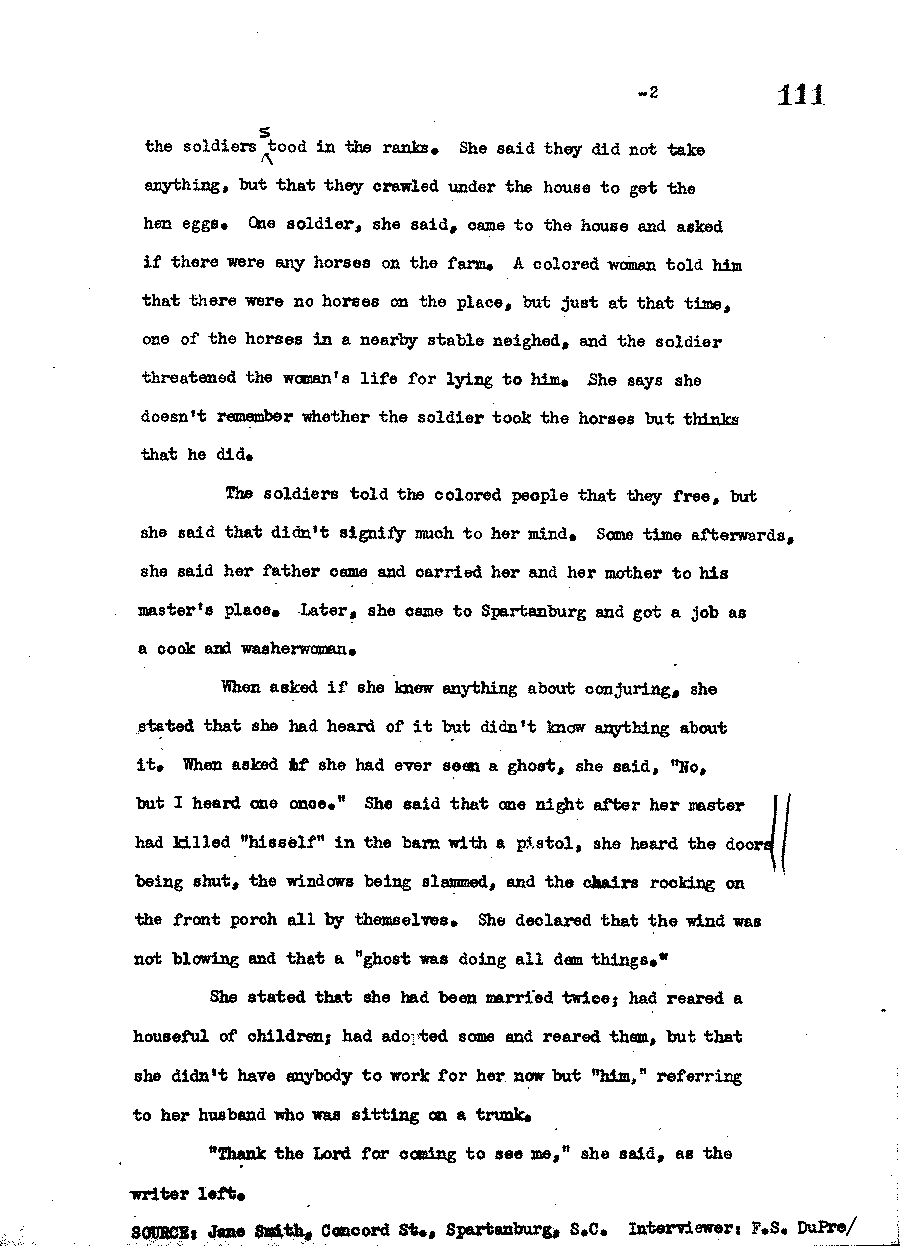 -2 111
the soldiers stood in the ranks. She said they did not take
anything, but that they crawled under the house to get the
hen eggs. One soldier, she said, came to the house and asked
if there were any horses on the farm. A colored woman told him
that there were no horses on the place, but just at that time,
one of the horses in a nearby stable neighed, and the soldier
threatened the woman's life for lying to him. She says she
doesn't remember whether the soldier took the horses but thinks
that he did.
The soldiers told the colored people that they free, but
she said that didn't signify much to her mind. Some time afterwards,
she said her father came and carried her and her mother to his
master's place. Later, she came to Spartanburg and got a job as
a cook and washerwoman.
When asked if she knew anything about conjuring, she
stated that she had heard of it but didn't know anything about
it. When asked if she had ever seen a ghost, she said, "No,
but I heard one once." She said that one night after her master
had killed "hisself" in the barn with a pistol, she heard the doors
being shut, the windows being slammed, and the chairs rocking on
the front porch all by themselves. She declared that the wind was
not blowing and that a "ghost was doing all dem things."
She stated that she had been married twice; had reared a
houseful of children; had adopted some and reared them, but that
she didn't have anybody to work for her now but "him," referring
to her husband who was sitting on a trunk.
"Thank the Lord for coming to see me," she said, as the
writer left.
SOURCE: Jane Smith, Concord St., Spartanburg, S.C. Interviewer: F.S. DuPre/